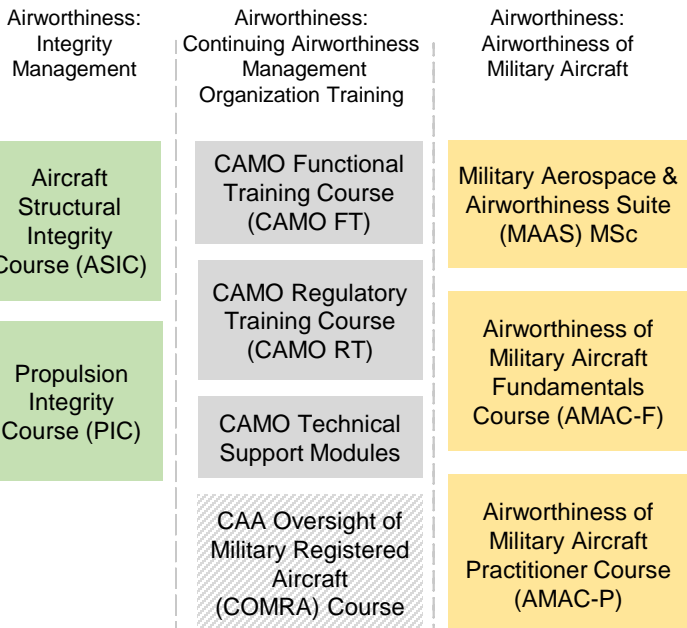 Airworthiness:
Integrity
Management
Aircraft
Structural
Integrity
Course (ASIC)
Propulsion
Integrity
Course (PIC)
Airworthiness:
Continuing Airworthiness
Management
Organization Training
CAMO Functional
Training Course
(CAMO FT)
CAMO Regulatory
Training Course
(CAMO RT)
CAMO Technical
Support Modules
CAA Oversight of
Military Registered
Aircraft
(COMRA) Course
Airworthiness:
Airworthiness of
Military Aircraft
Military Aerospace &
Airworthiness Suite
(MAAS) MSc
Airworthiness of
Military Aircraft
Fundamentals
Course (AMAC-F)
Airworthiness of
Military Aircraft
Practitioner Course
(AMAC-P)